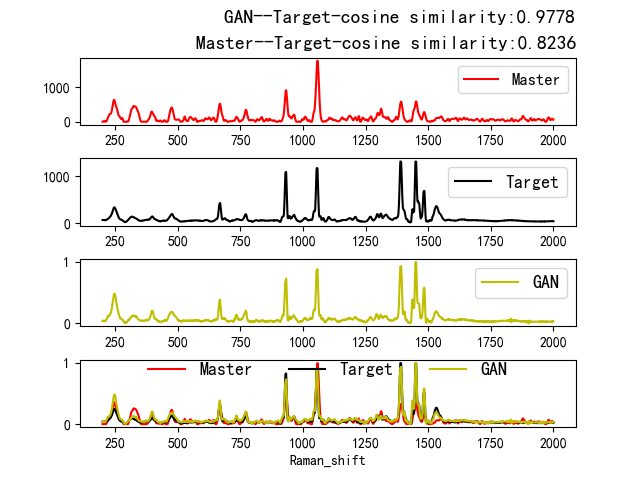 GAN--Target-cosine similarity:0.9778
Master--Target-cosine similarity:0.8236
1000
0
Master
250 500 750 1000 1250 1500 1750 2000
1000
0
Target
250 500 750 1000 1250 1500 1750 2000
1
0
GAN
250 500 750 1000 1250 1500 1750 2000
1
0
Master Target GAN
250 500 750 1000 1250 1500 1750 2000
Raman_shift